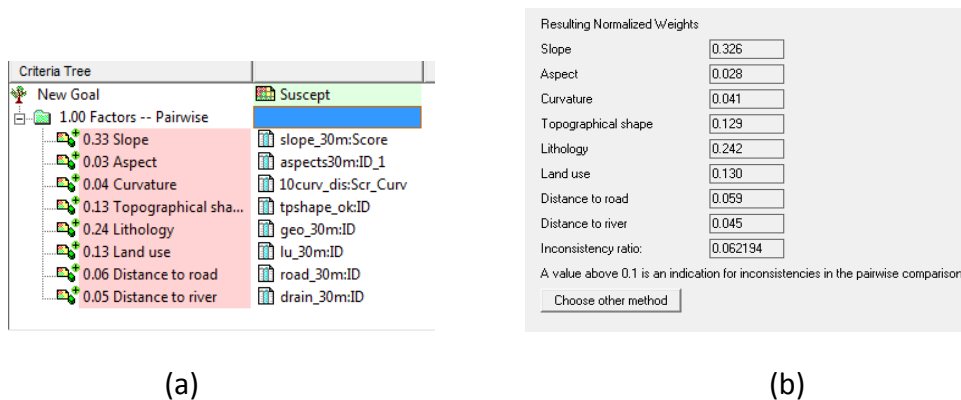 Criteria Tree
New Goal Suscept
1.00 Factors -- Pairwise
0.33 Slope slope_30m:Score
0.03 Aspect aspects30m:ID_1
0.04 Curvature 10curv_dis:Scr_Curv
0.13 Topographical sha... tpshape_ok:ID
0.24 Lithology geo_30m:ID
0.13 Land use lu_30m:ID
0.06 Distance to road road_30m:ID
0.05 Distance to river drain_30m:ID
(a)
Resulting Normalized Weights
Slope 0.326
Aspect 0.028
Curvature 0.041
Topographical shape 0.129
Lithology 0.242
Land use 0.130
Distance to road 0.059
Distance to river 0.045
Inconsistency ratio: 0.062194
A value above 0.1 is an indication for inconsistencies in the pairwise comparison
Choose other method
(b)